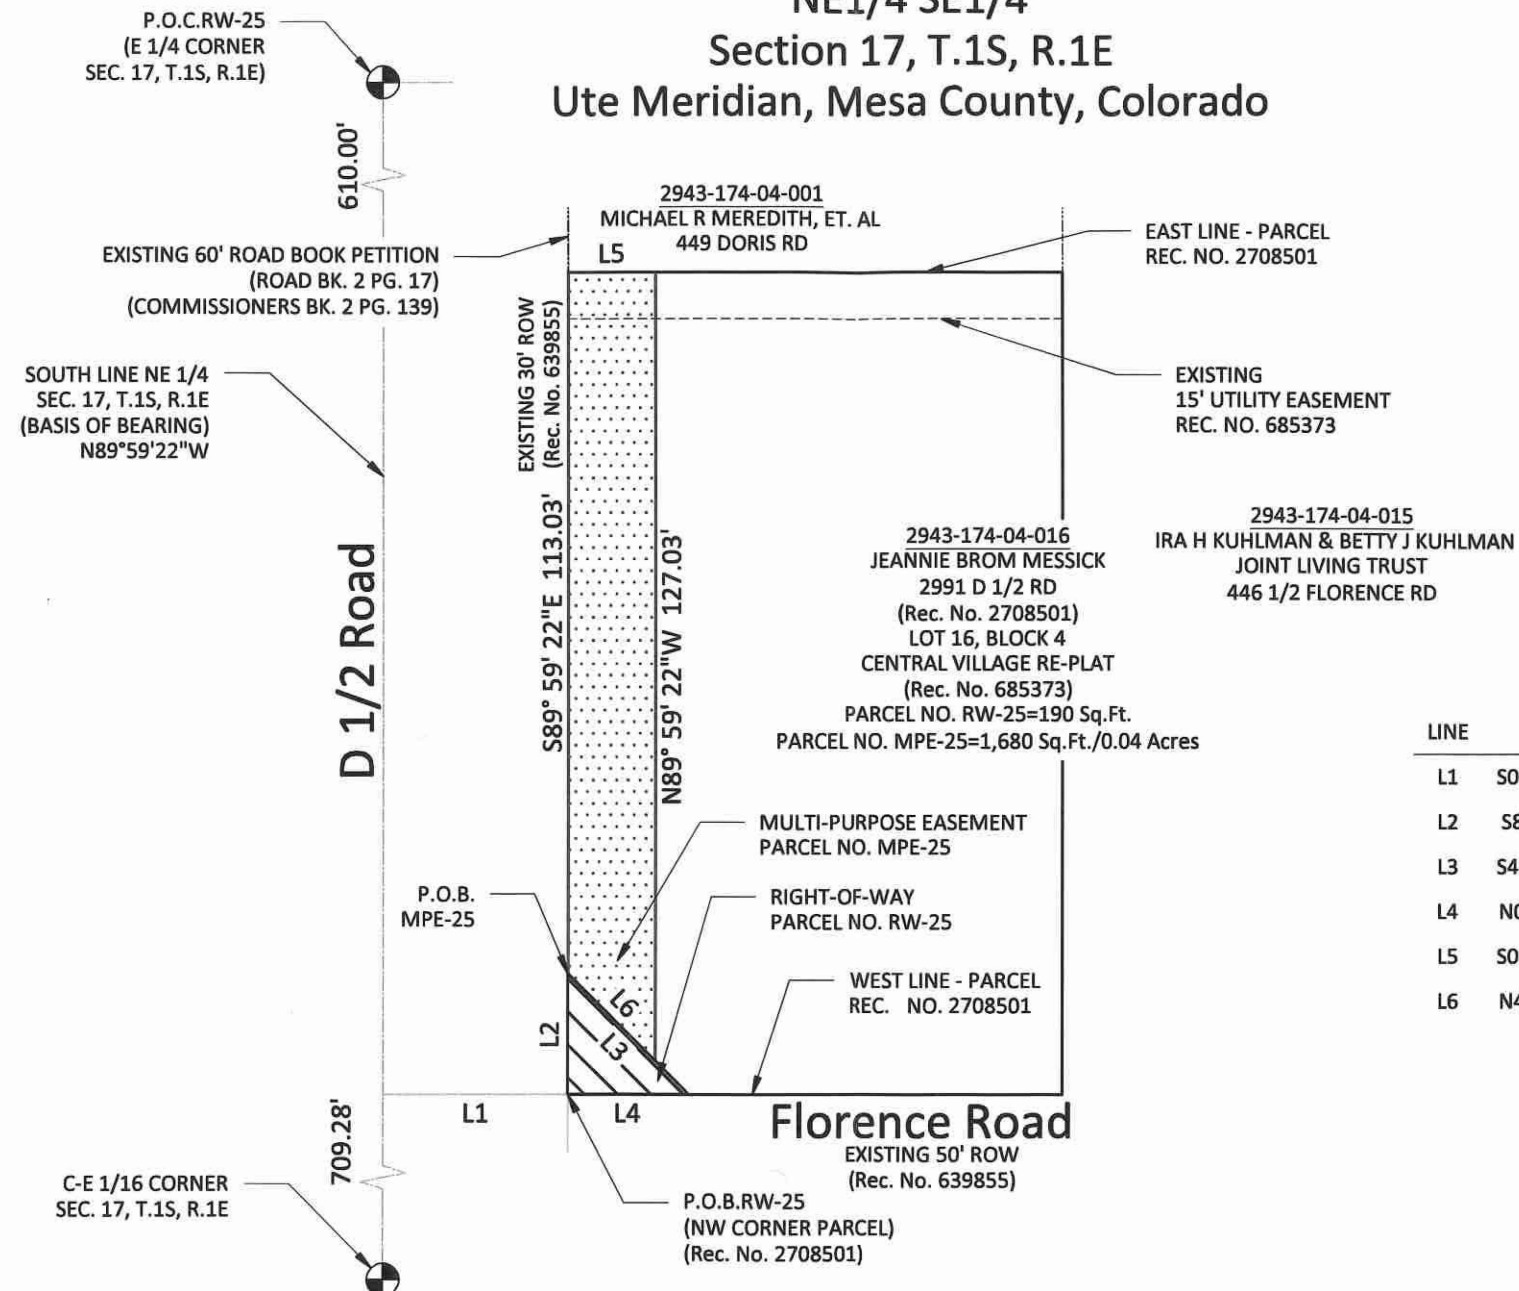 NE1/4 SE1/4
Section 17, T.1S, R.1E
Ute Meridian, Mesa County, Colorado
P.O.C.RW-25
(E 1/4 CORNER
SEC. 17, T.1S, R.1E)
610.00'
2943-174-04-001
MICHAEL R MEREDITH, ET. AL
449 DORIS RD
L5
EAST LINE - PARCEL
REC. NO. 2708501
EXISTING 60' ROAD BOOK PETITION
(ROAD BK. 2 PG. 17)
(COMMISSIONERS BK. 2 PG. 139)
EXISTING 30' ROW
(Rec. No. 639855)
SOUTH LINE NE 1/4
SEC. 17, T.1S, R.1E
(BASIS OF BEARING)
N89°59'22"W
EXISTING
15' UTILITY EASEMENT
REC. NO. 685373
S89° 59' 22"E 113.03'
N89° 59' 22"W 127.03'
D 1/2 Road
2943-174-04-016
JEANNIE BROM MESSICK
2991 D 1/2 RD
(Rec. No. 2708501)
LOT 16, BLOCK 4
CENTRAL VILLAGE RE-PLAT
(Rec. No. 685373)
PARCEL NO. RW-25=190 Sq.Ft.
PARCEL NO. MPE-25=1,680 Sq.Ft./0.04 Acres
2943-174-04-015
IRA H KUHLMAN & BETTY J KUHLMAN
JOINT LIVING TRUST
446 1/2 FLORENCE RD
LINE
L1 S0
L2 S8
L3 S4
L4 N0
L5 S0
L6 N4
MULTI-PURPOSE EASEMENT
PARCEL NO. MPE-25
P.O.B.
MPE-25
RIGHT-OF-WAY
PARCEL NO. RW-25
WEST LINE - PARCEL
REC. NO. 2708501
L6
L3
L2
L1
L4
Florence Road
EXISTING 50' ROW
(Rec. No. 639855)
709.28'
C-E 1/16 CORNER
SEC. 17, T.1S, R.1E
P.O.B.RW-25
(NW CORNER PARCEL)
(Rec. No. 2708501)